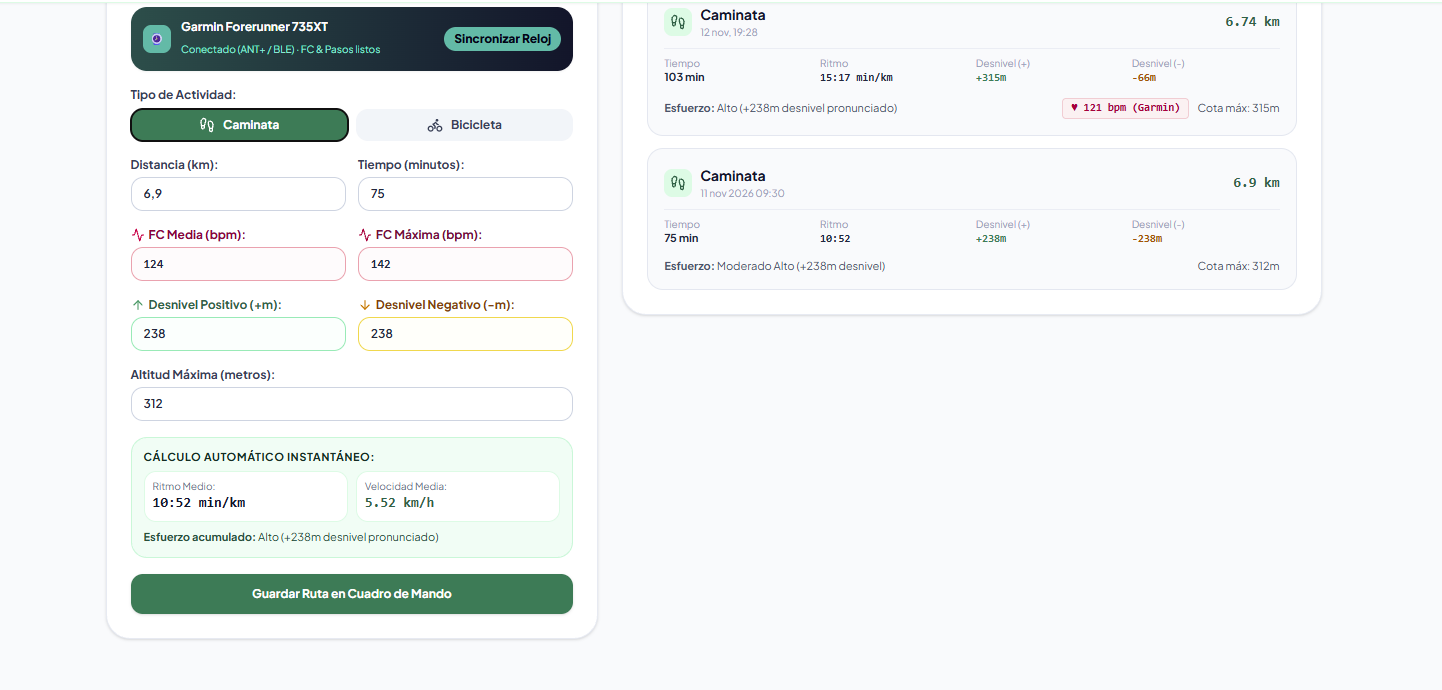 Garmin Forerunner 735XT
Conectado (ANT+ / BLE) · FC & Pasos listos
Sincronizar Reloj
Tipo de Actividad:
Caminata
Bicicleta
Distancia (km):
Tiempo (minutos):
6,9
75
FC Media (bpm):
FC Máxima (bpm):
124
142
↑ Desnivel Positivo (+m):
↓ Desnivel Negativo (-m):
238
238
Altitud Máxima (metros):
312
CÁLCULO AUTOMÁTICO INSTANTÁNEO:
Ritmo Medio:
10:52 min/km
Velocidad Media:
5.52 km/h
Esfuerzo acumulado: Alto (+238m desnivel pronunciado)
Guardar Ruta en Cuadro de Mando
Caminata
12 nov, 19:28
6.74 km
Tiempo
103 min
Ritmo
15:17 min/km
Desnivel (+)
+315m
Desnivel (-)
-66m
Esfuerzo: Alto (+238m desnivel pronunciado)
♥ 121 bpm (Garmin)
Cota máx: 315m
Caminata
11 nov 2026 09:30
6.9 km
Tiempo
75 min
Ritmo
10:52
Desnivel (+)
+238m
Desnivel (-)
-238m
Esfuerzo: Moderado Alto (+238m desnivel)
Cota máx: 312m